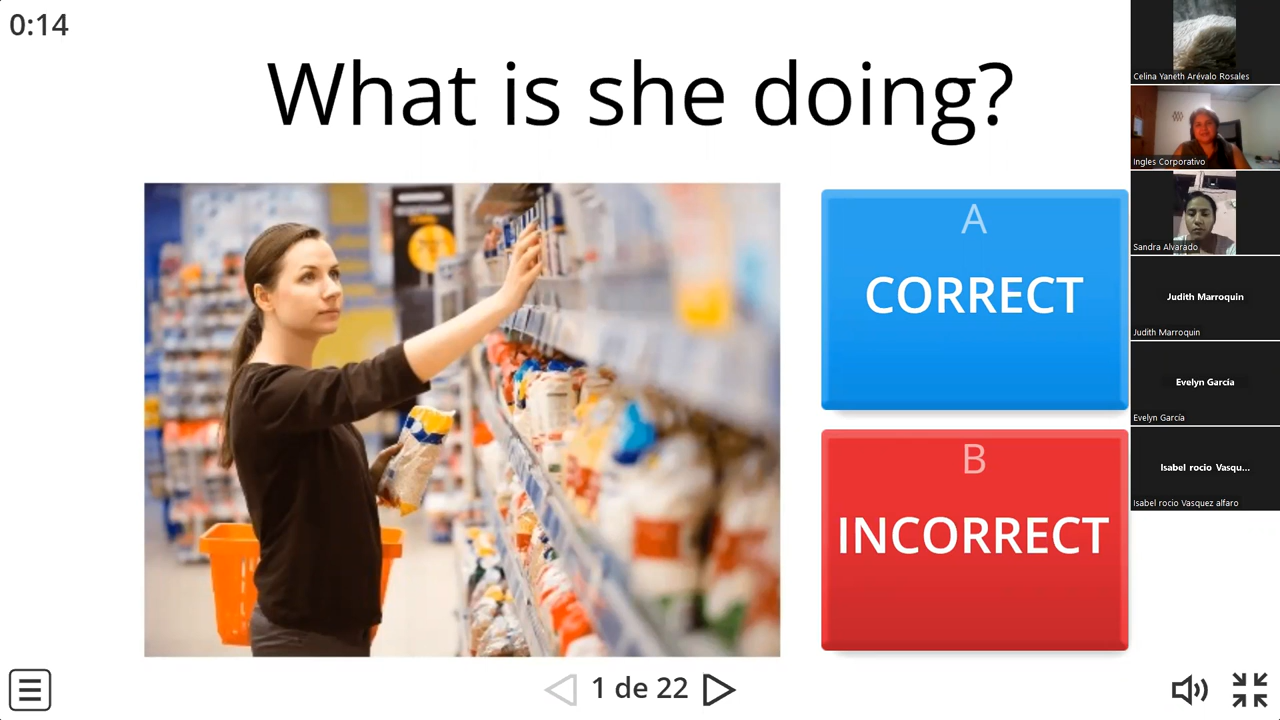 0:14
What is she doing?
A
CORRECT
B
INCORRECT
1 de 22
Celina Yaneth Arévalo Rosales
Ingles Corporativo
Sandra Alvarado
Judith Marroquin
Judith Marroquin
Evelyn García
Evelyn García
Isabel rocio Vasqu...
Isabel rocio Vasquez alfaro